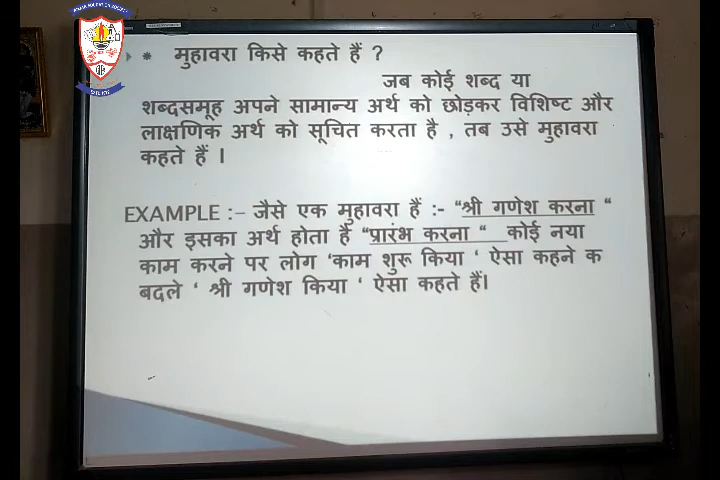 * मुहावरा किसे कहते हैं ?
जब कोई शब्द या
शब्दसमूह अपने सामान्य अर्थ को छोड़कर विशिष्ट और
लाक्षणिक अर्थ को सूचित करता है , तब उसे मुहावरा
कहते हैं ।
EXAMPLE :- जैसे एक मुहावरा हैं :- “श्री गणेश करना “
और इसका अर्थ होता हैं “प्रारंभ करना “ कोई नया
काम करने पर लोग ‘काम शुरू किया ‘ ऐसा कहने क
बदले ‘ श्री गणेश किया ‘ ऐसा कहते हैं।